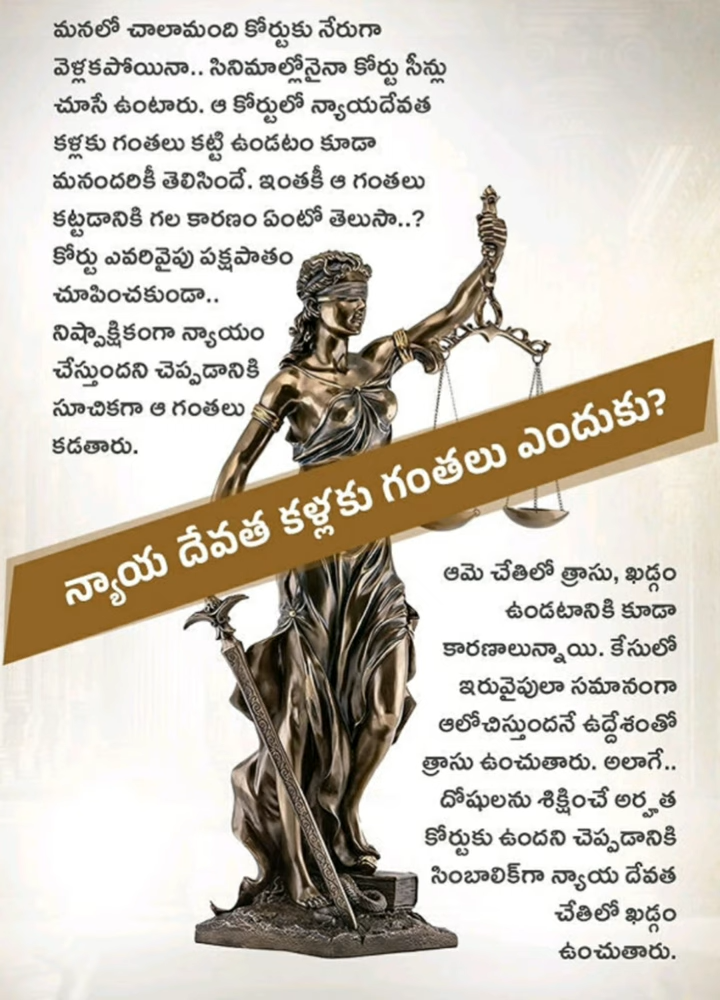 మనలో చాలామంది కోర్టుకు నేరుగా
వెళ్లకపోయినా.. సినిమాల్లోనైనా కోర్టు సీన్లు
చూసే ఉంటారు. ఆ కోర్టులో న్యాయదేవత
కళ్లకు గంతలు కట్టి ఉండటం కూడా
మనందరికీ తెలిసిందే. ఇంతకీ ఆ గంతలు
కట్టడానికి గల కారణం ఏంటో తెలుసా..?
కోర్టు ఎవరివైపు పక్షపాతం
చూపించకుండా..
నిష్పాక్షికంగా న్యాయం
చేస్తుందని చెప్పడానికి
సూచికగా ఆ గంతలు
కడతారు.
న్యాయ దేవత కళ్లకు గంతలు ఎందుకు?
ఆమె చేతిలో త్రాసు, ఖడ్గం
ఉండటానికి కూడా
కారణాలున్నాయి. కేసులో
ఇరువైపులా సమానంగా
ఆలోచిస్తుందనే ఉద్దేశంతో
త్రాసు ఉంచుతారు. అలాగే..
దోషులను శిక్షించే అర్హత
కోర్టుకు ఉందని చెప్పడానికి
సింబాలిక్‌గా న్యాయ దేవత
చేతిలో ఖడ్గం
ఉంచుతారు.